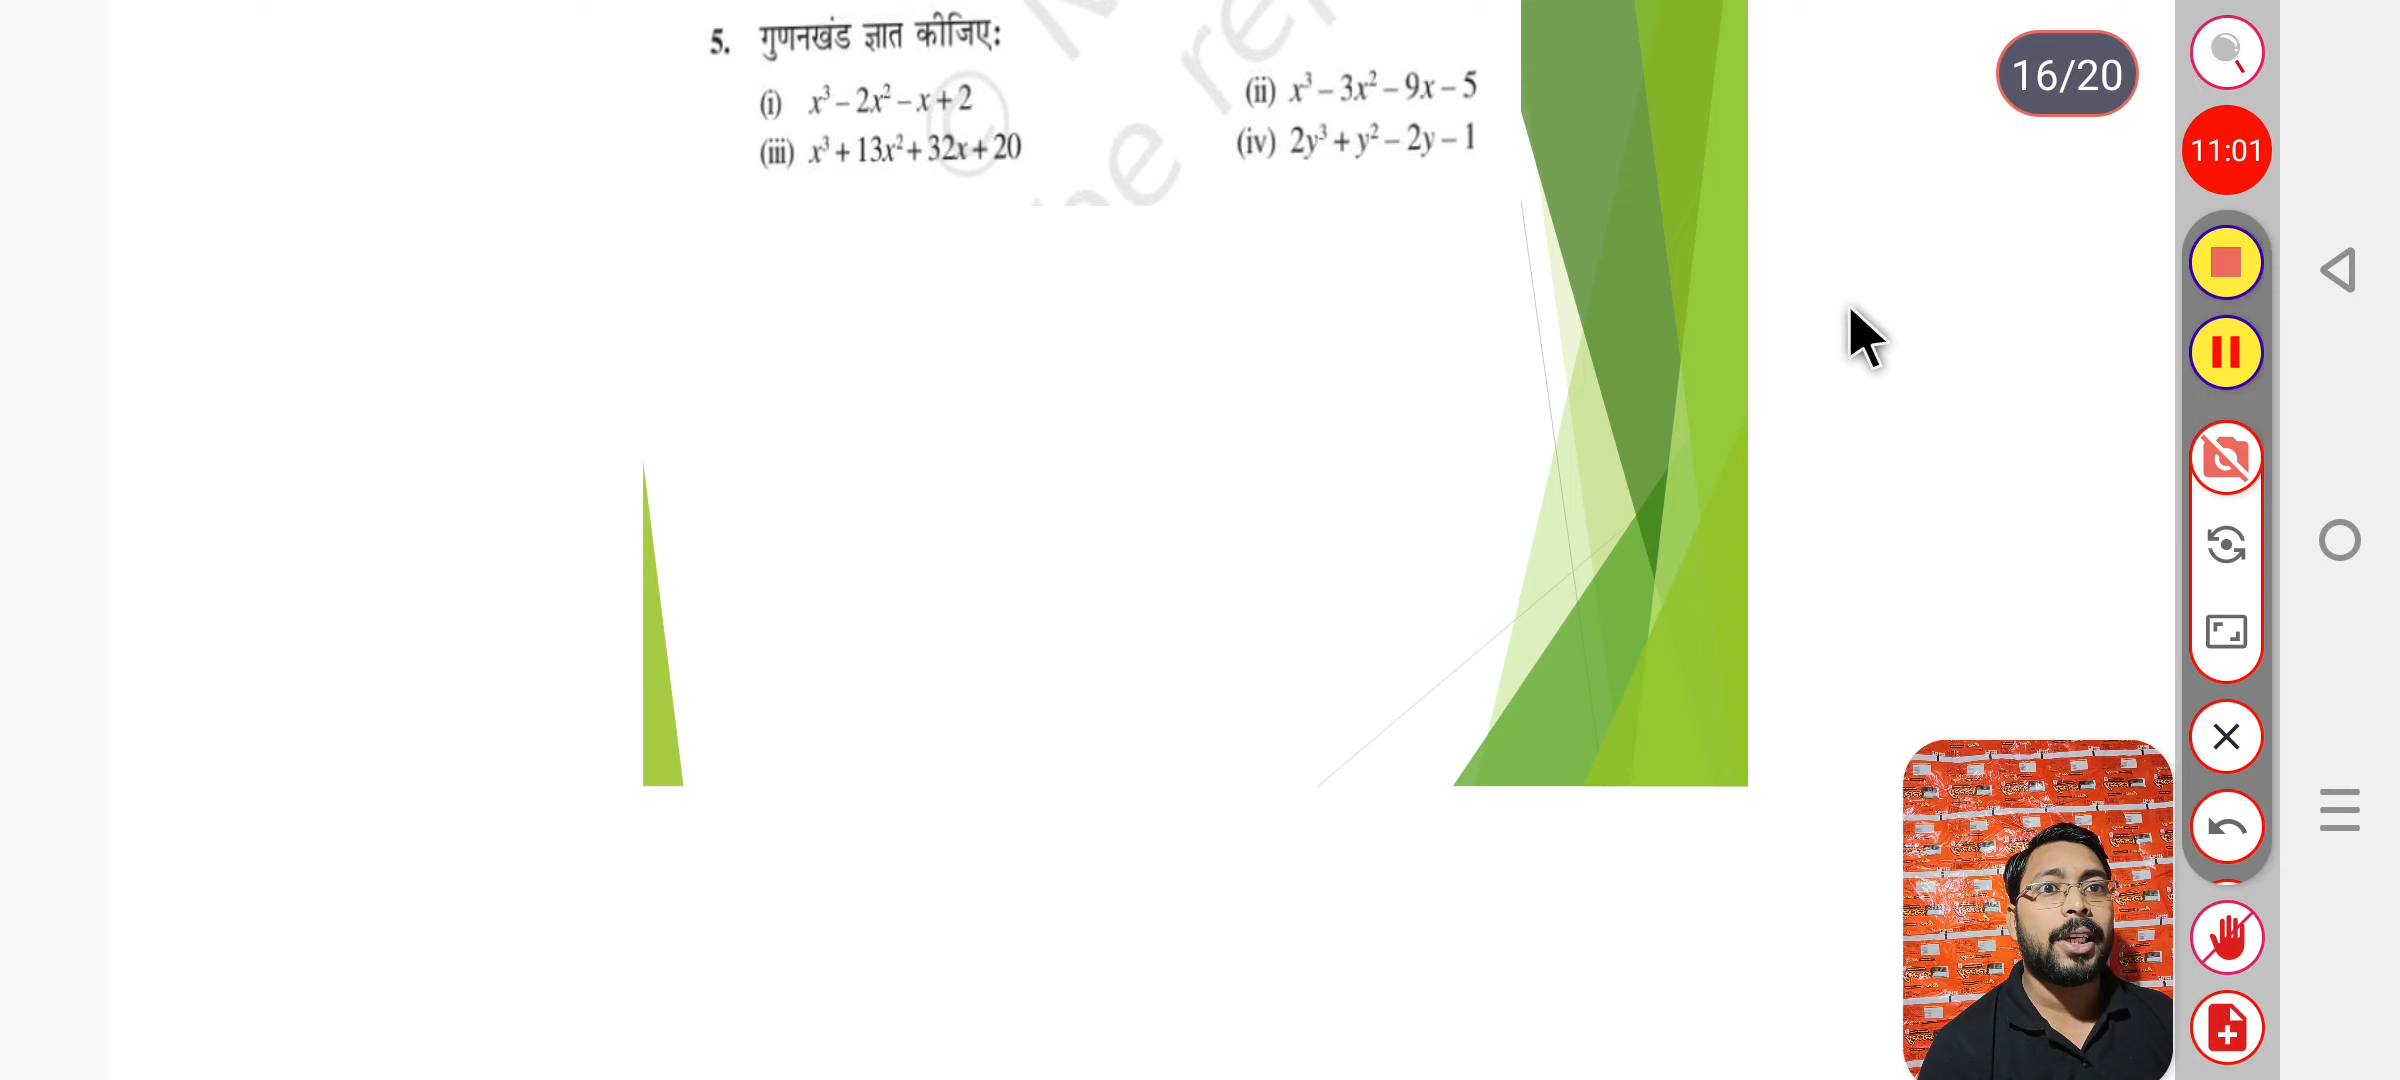 5. गुणनखंड ज्ञात कीजिए:
(i) x³ – 2x² – x + 2 (ii) x³ – 3x² – 9x – 5
(iii) x³ + 13x² + 32x + 20 (iv) 2y³ + y² – 2y – 1
16/20
11:01